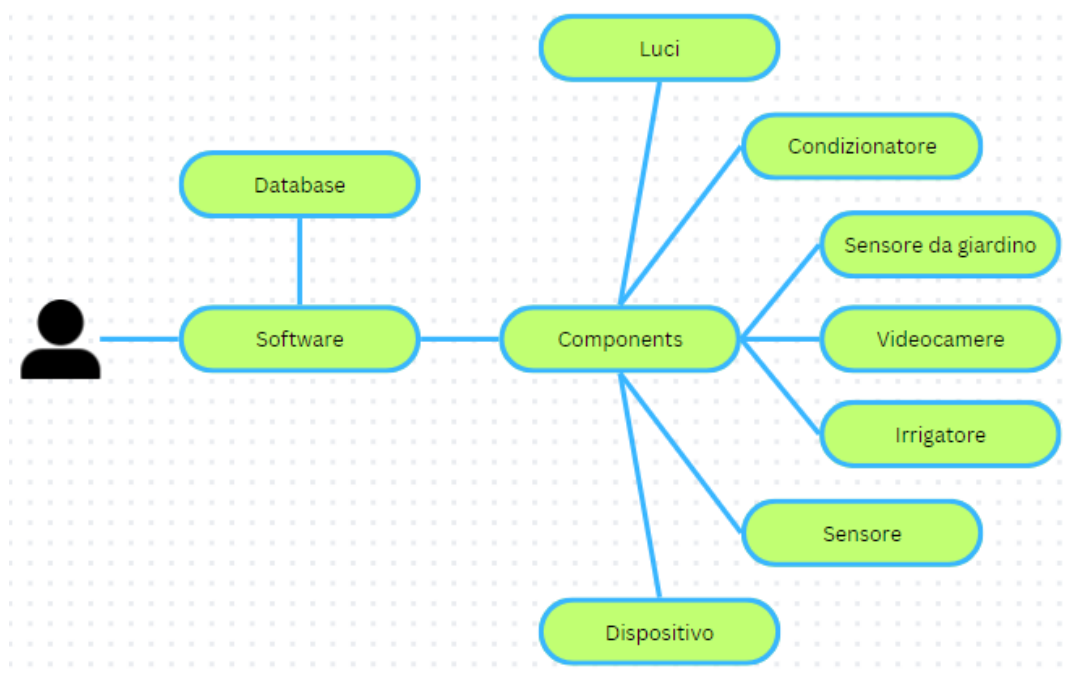 Luci
Condizionatore
Database
Sensore da giardino
Software
Components
Videocamere
Irrigatore
Sensore
Dispositivo